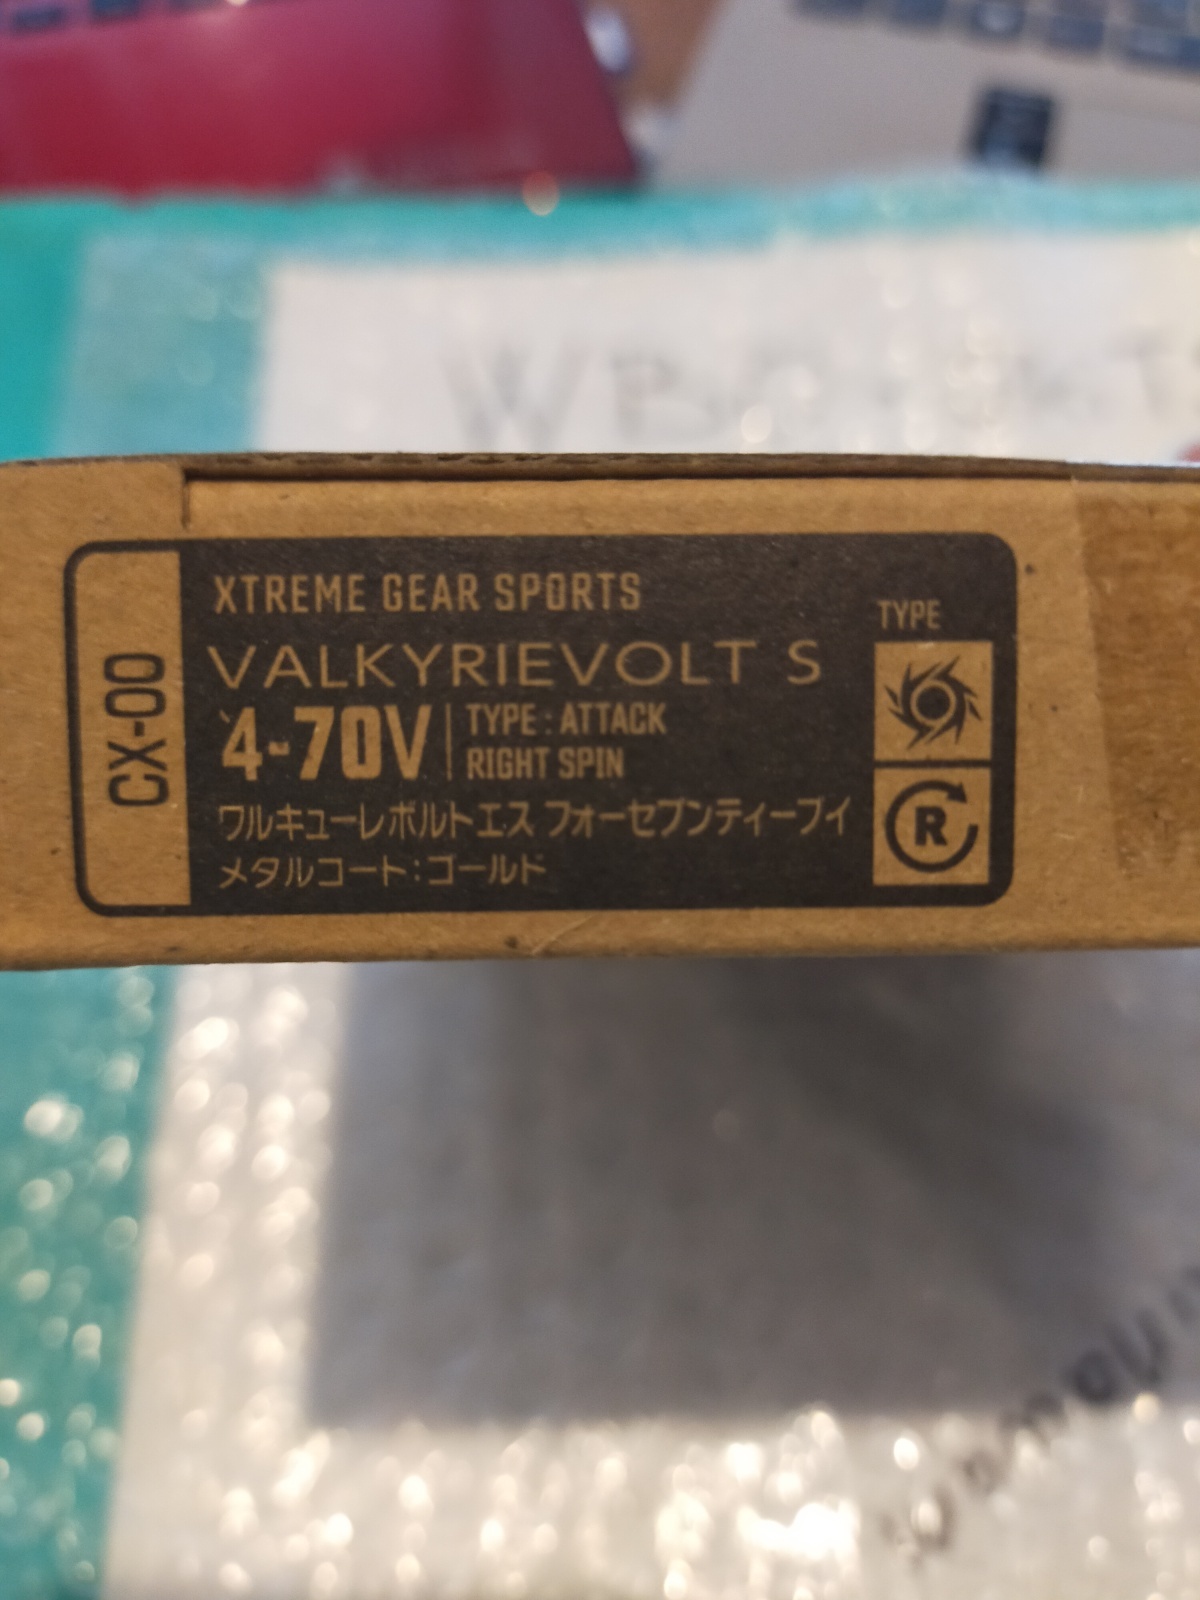 CX-00
XTREME GEAR SPORTS
VALKYRIEVOLT S
4-70V
TYPE : ATTACK
RIGHT SPIN
ワルキューレボルトエス フォーセブンティーブイ
メタルコート:ゴールド
TYPE
R